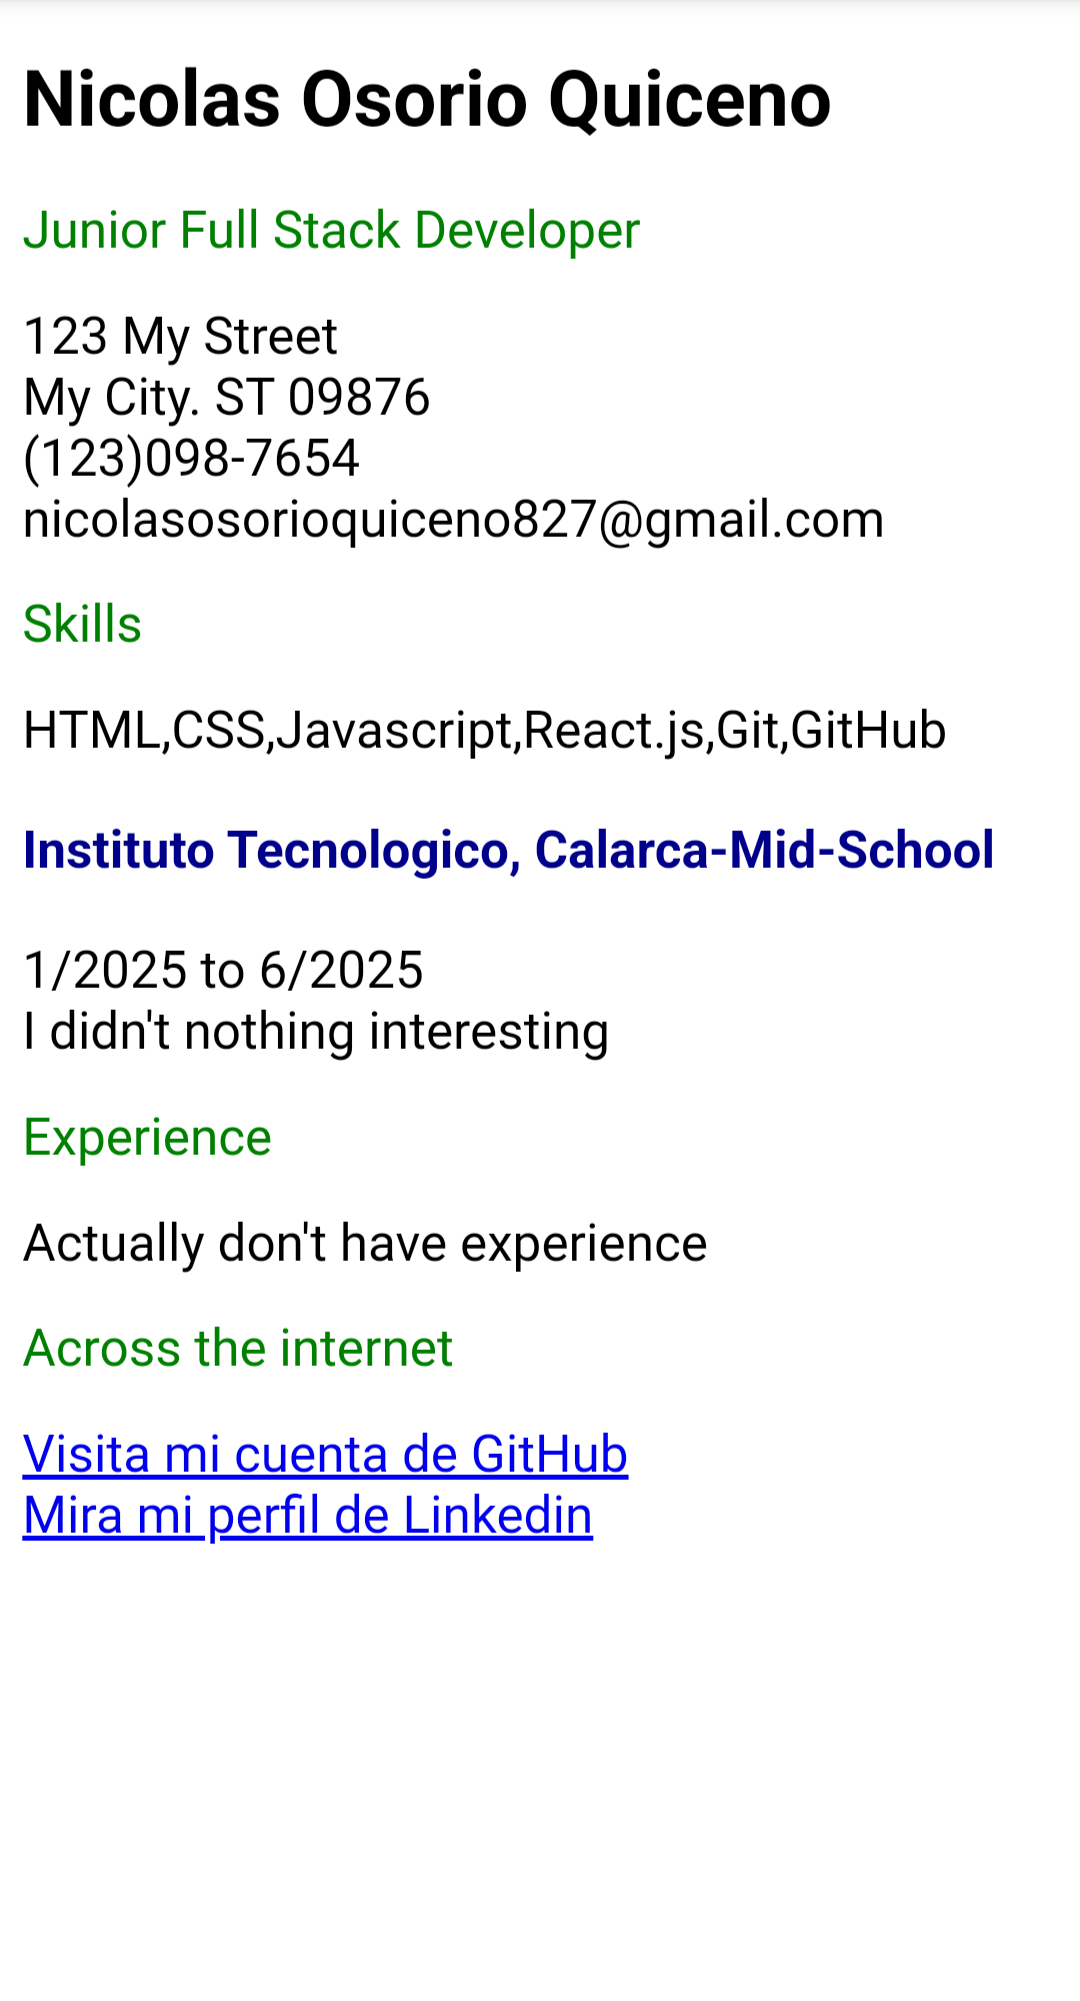 Nicolas Osorio Quiceno
Junior Full Stack Developer
123 My Street
My City. ST 09876
(123)098-7654
nicolasosorioquiceno827@gmail.com
Skills
HTML,CSS,Javascript,React.js,Git,GitHub
Instituto Tecnologico, Calarca-Mid-School
1/2025 to 6/2025
I didn't nothing interesting
Experience
Actually don't have experience
Across the internet
Visita mi cuenta de GitHub
Mira mi perfil de Linkedin